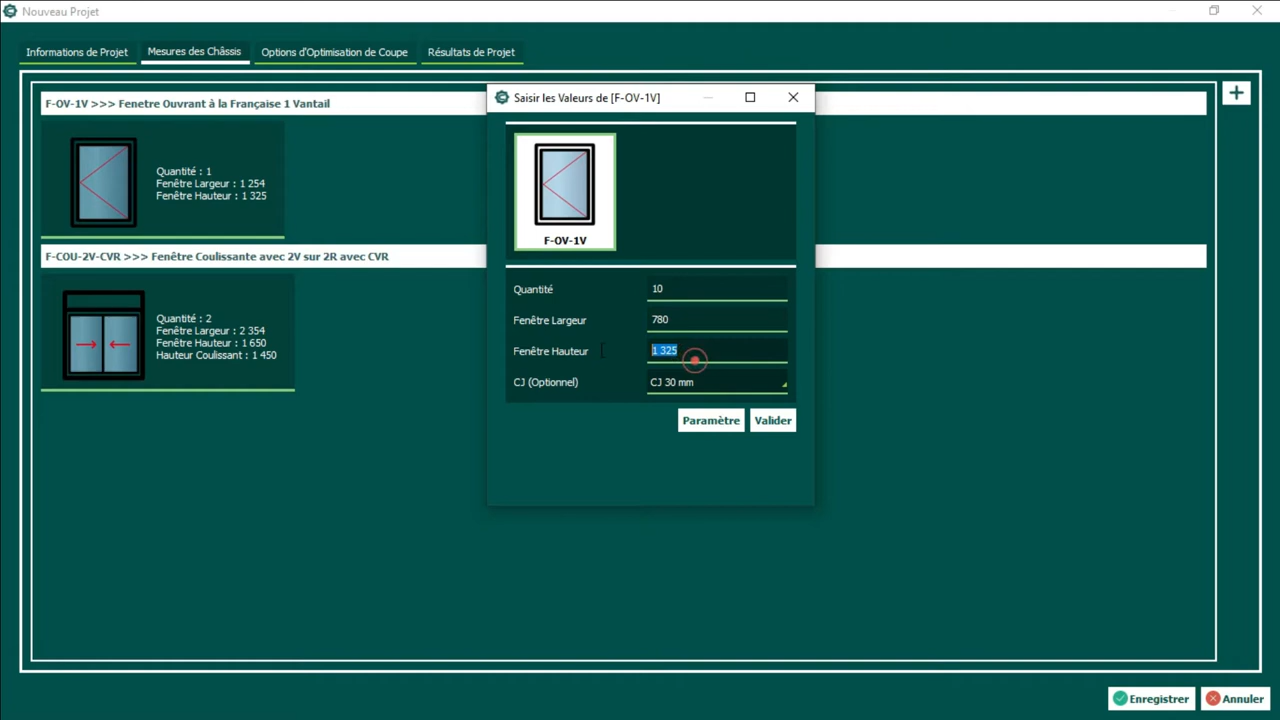 Nouveau Projet
Informations de Projet
Mesures des Châssis
Options d'Optimisation de Coupe
Résultats de Projet
F-OV-1V >>> Fenetre Ouvrant à la Française 1 Vantail
Quantité : 1
Fenêtre Largeur : 1 254
Fenêtre Hauteur : 1 325
F-COU-2V-CVR >>> Fenêtre Coulissante avec 2V sur 2R avec CVR
Quantité : 2
Fenêtre Largeur : 2 354
Fenêtre Hauteur : 1 650
Hauteur Coulissant : 1 450
Saisir les Valeurs de [F-OV-1V]
F-OV-1V
Quantité 10
Fenêtre Largeur 780
Fenêtre Hauteur 1 325
CJ (Optionnel) CJ 30 mm
Paramètre Valider
Enregistrer Annuler